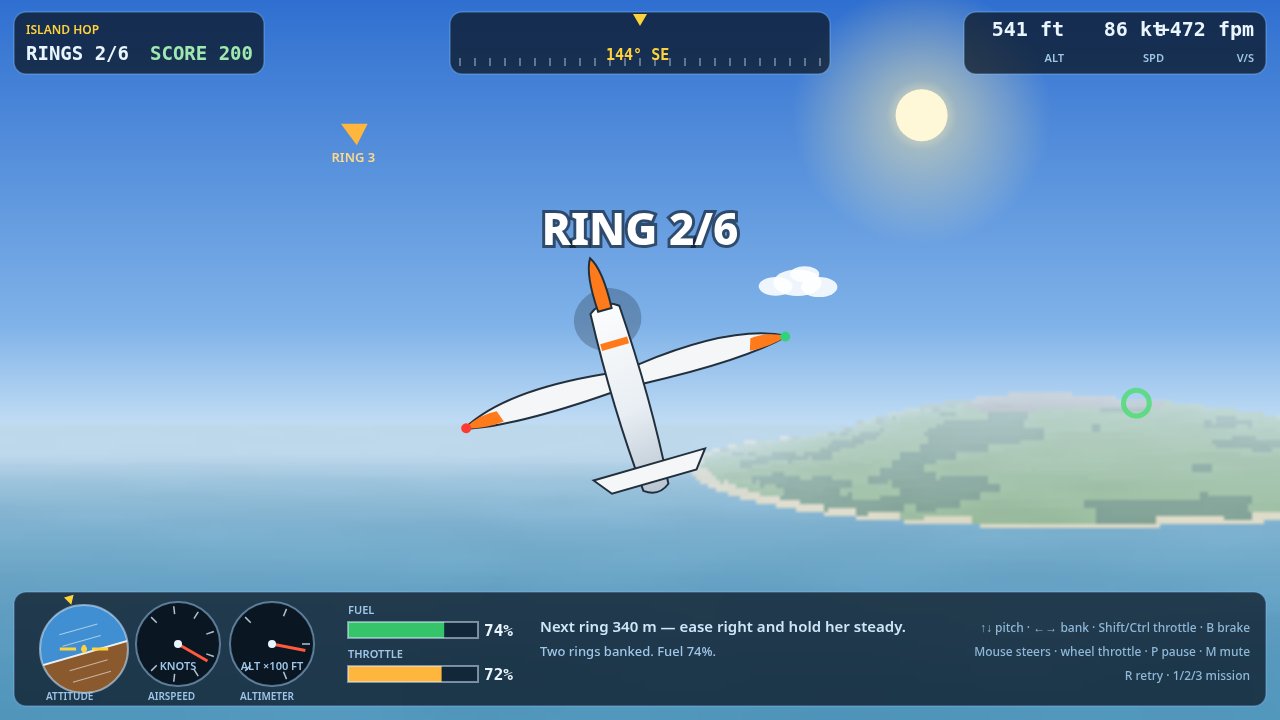 ISLAND HOP
RINGS 2/6 SCORE 200
144° SE
541 ft 86 kt +472 fpm
ALT SPD V/S
RING 3
RING 2/6
KNOTS
ALT ×100 FT
ATTITUDE
AIRSPEED
ALTIMETER
FUEL
74%
THROTTLE
72%
Next ring 340 m — ease right and hold her steady.
Two rings banked. Fuel 74%.
↑↓ pitch · ←→ bank · Shift/Ctrl throttle · B brake
Mouse steers · wheel throttle · P pause · M mute
R retry · 1/2/3 mission